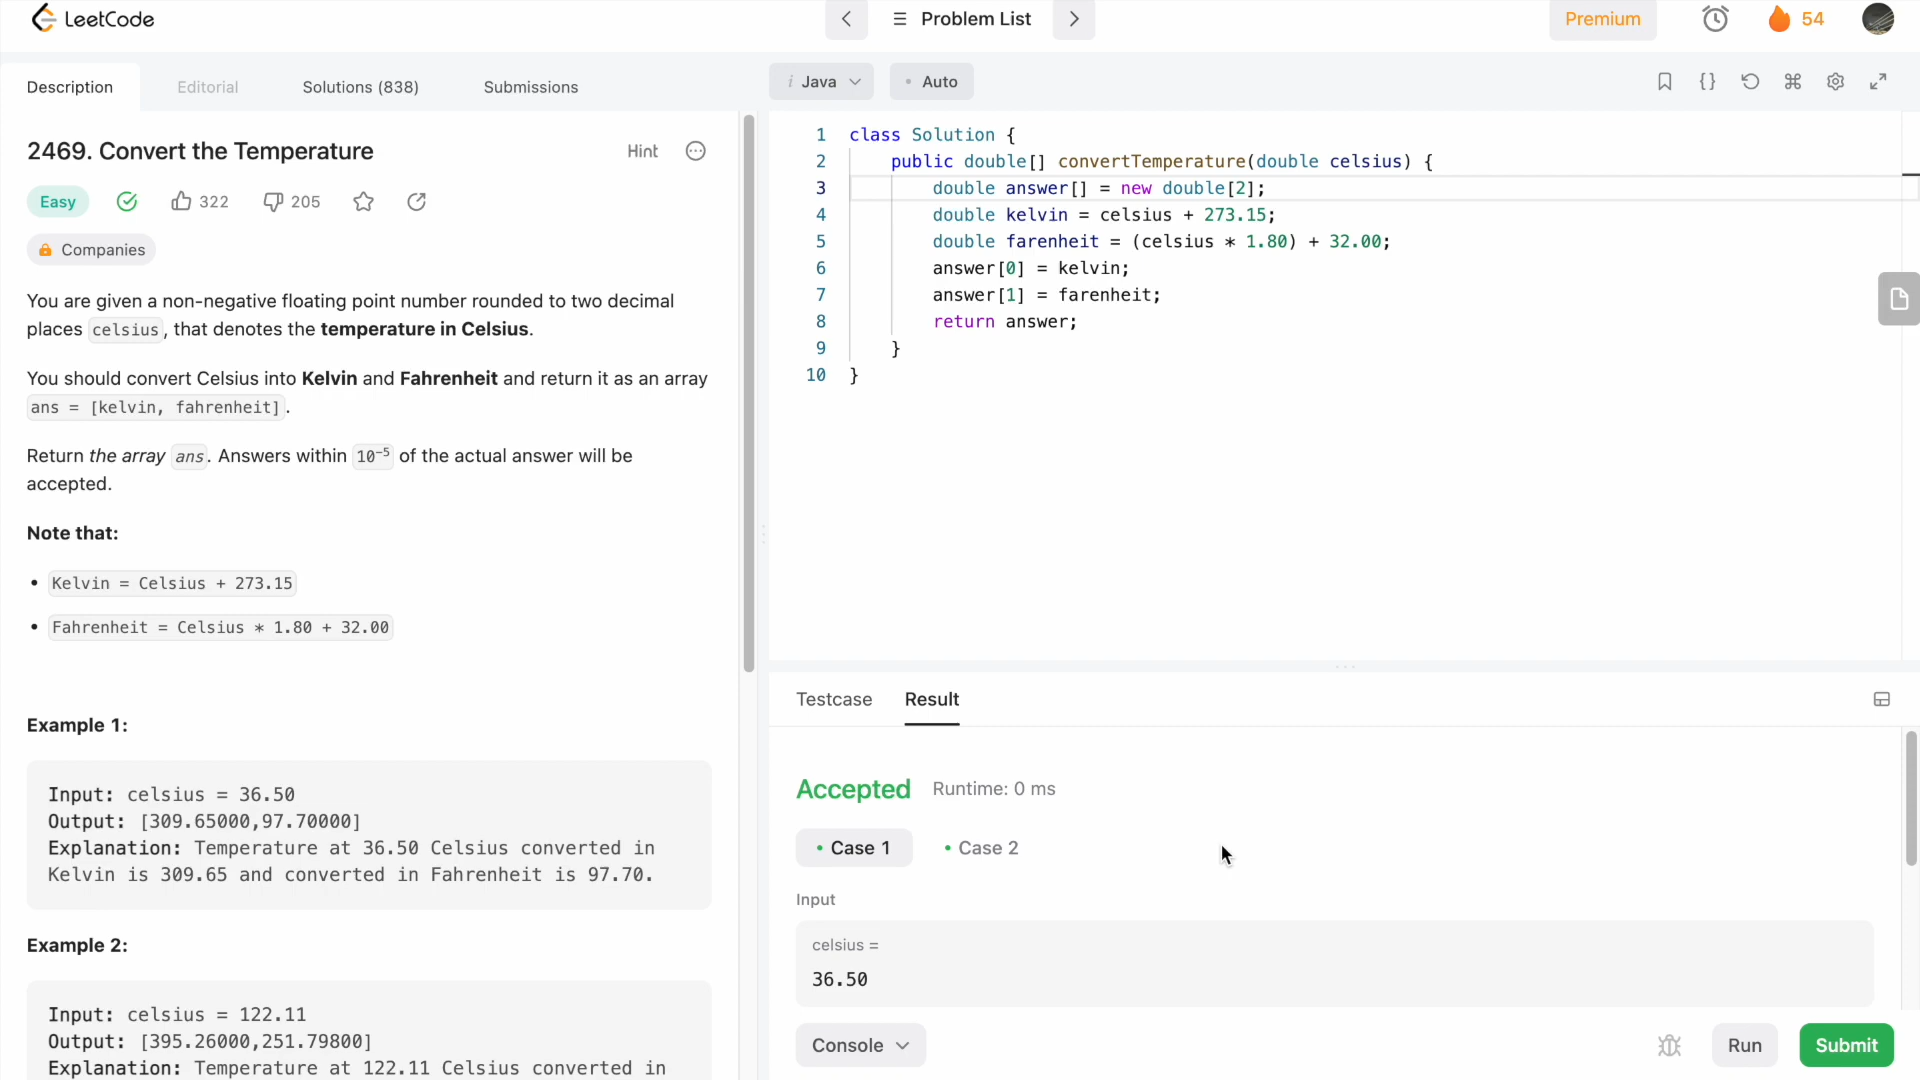 LeetCode
Problem List
Premium
54
Description
Editorial
Solutions (838)
Submissions
2469. Convert the Temperature
Hint
Easy
322
205
Companies
You are given a non-negative floating point number rounded to two decimal
places celsius, that denotes the temperature in Celsius.
You should convert Celsius into Kelvin and Fahrenheit and return it as an array
ans = [kelvin, fahrenheit].
Return the array ans. Answers within 10⁻⁵ of the actual answer will be
accepted.
Note that:
• Kelvin = Celsius + 273.15
• Fahrenheit = Celsius * 1.80 + 32.00
Example 1:
Input: celsius = 36.50
Output: [309.65000,97.70000]
Explanation: Temperature at 36.50 Celsius converted in
Kelvin is 309.65 and converted in Fahrenheit is 97.70.
Example 2:
Input: celsius = 122.11
Output: [395.26000,251.79800]
Explanation: Temperature at 122.11 Celsius converted in
i Java
• Auto
1 class Solution {
2 public double[] convertTemperature(double celsius) {
3 double answer[] = new double[2];
4 double kelvin = celsius + 273.15;
5 double farenheit = (celsius * 1.80) + 32.00;
6 answer[0] = kelvin;
7 answer[1] = farenheit;
8 return answer;
9 }
10 }
Testcase
Result
Accepted
Runtime: 0 ms
• Case 1
• Case 2
Input
celsius =
36.50
Console
Run
Submit